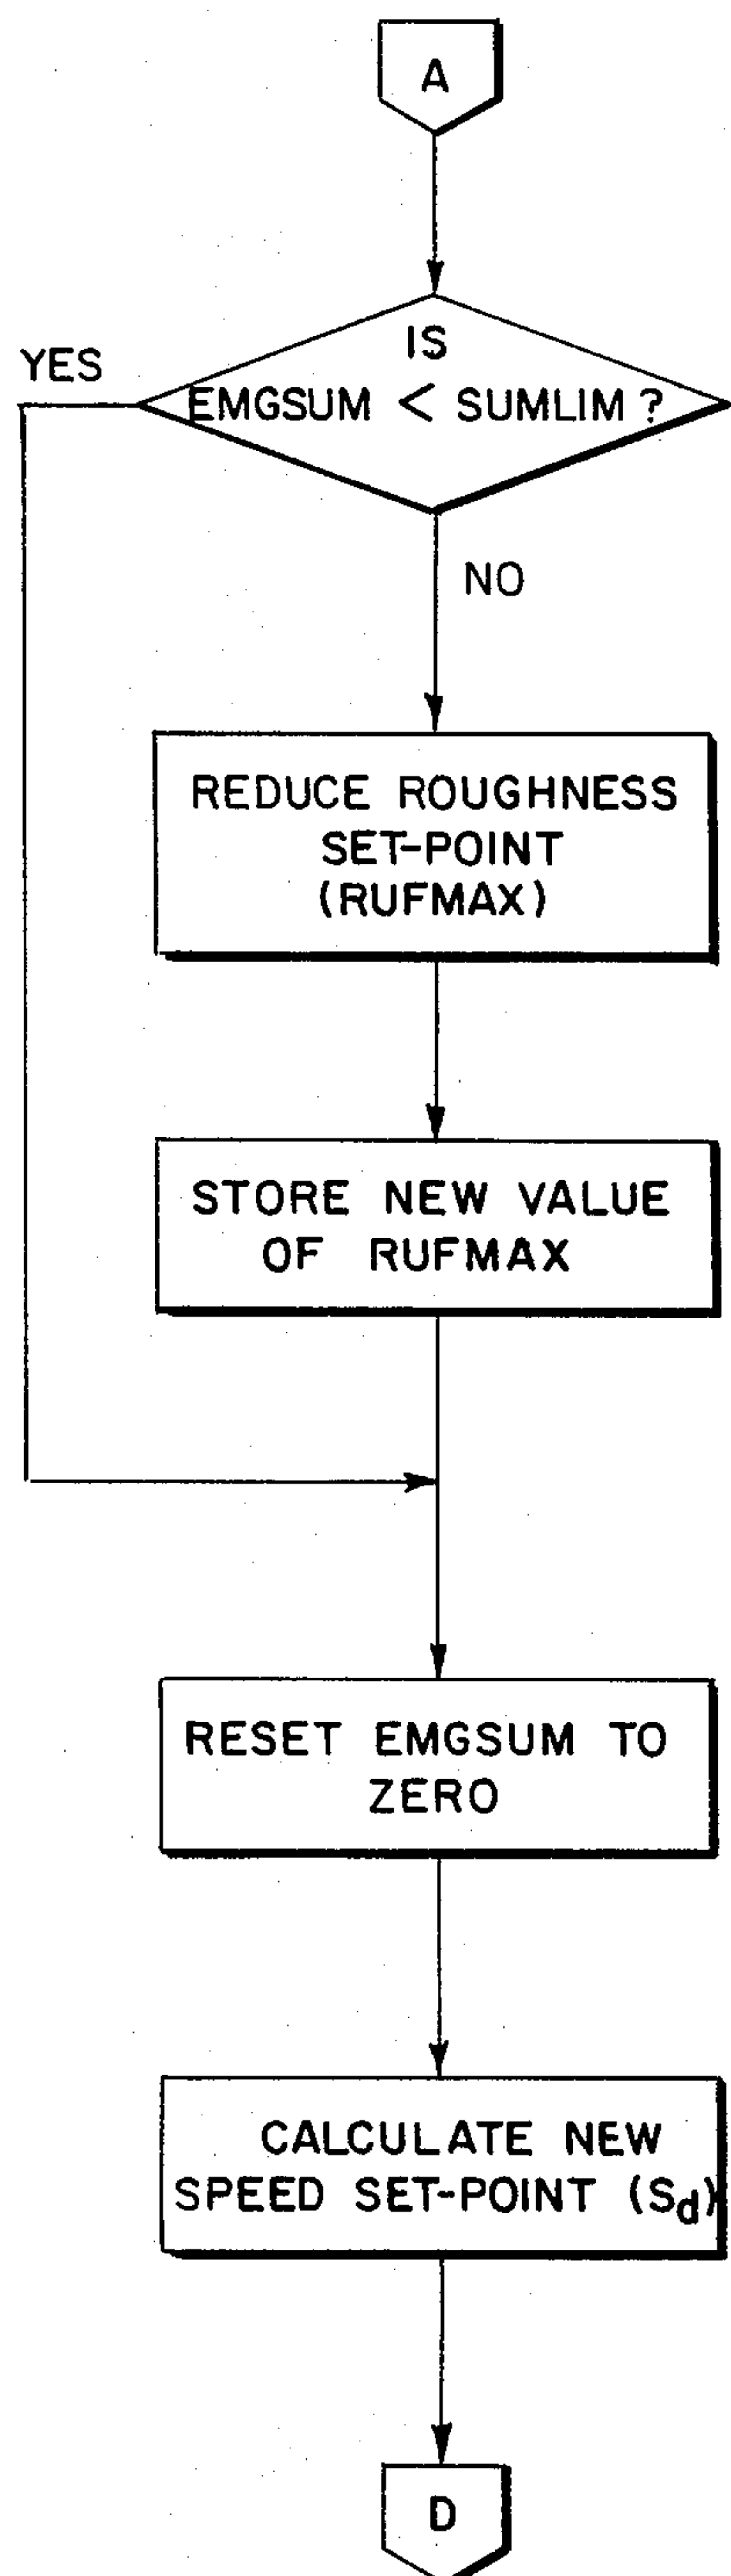 A
IS
YES
EMGSUM < SUMLIM?
NO
REDUCE ROUGHNESS
SET-POINT
(RUFMAX)
STORE NEW VALUE
OF RUFMAX
RESET EMGSUM TO
ZERO
CALCULATE NEW
SPEED SET-POINT (Sd)
D